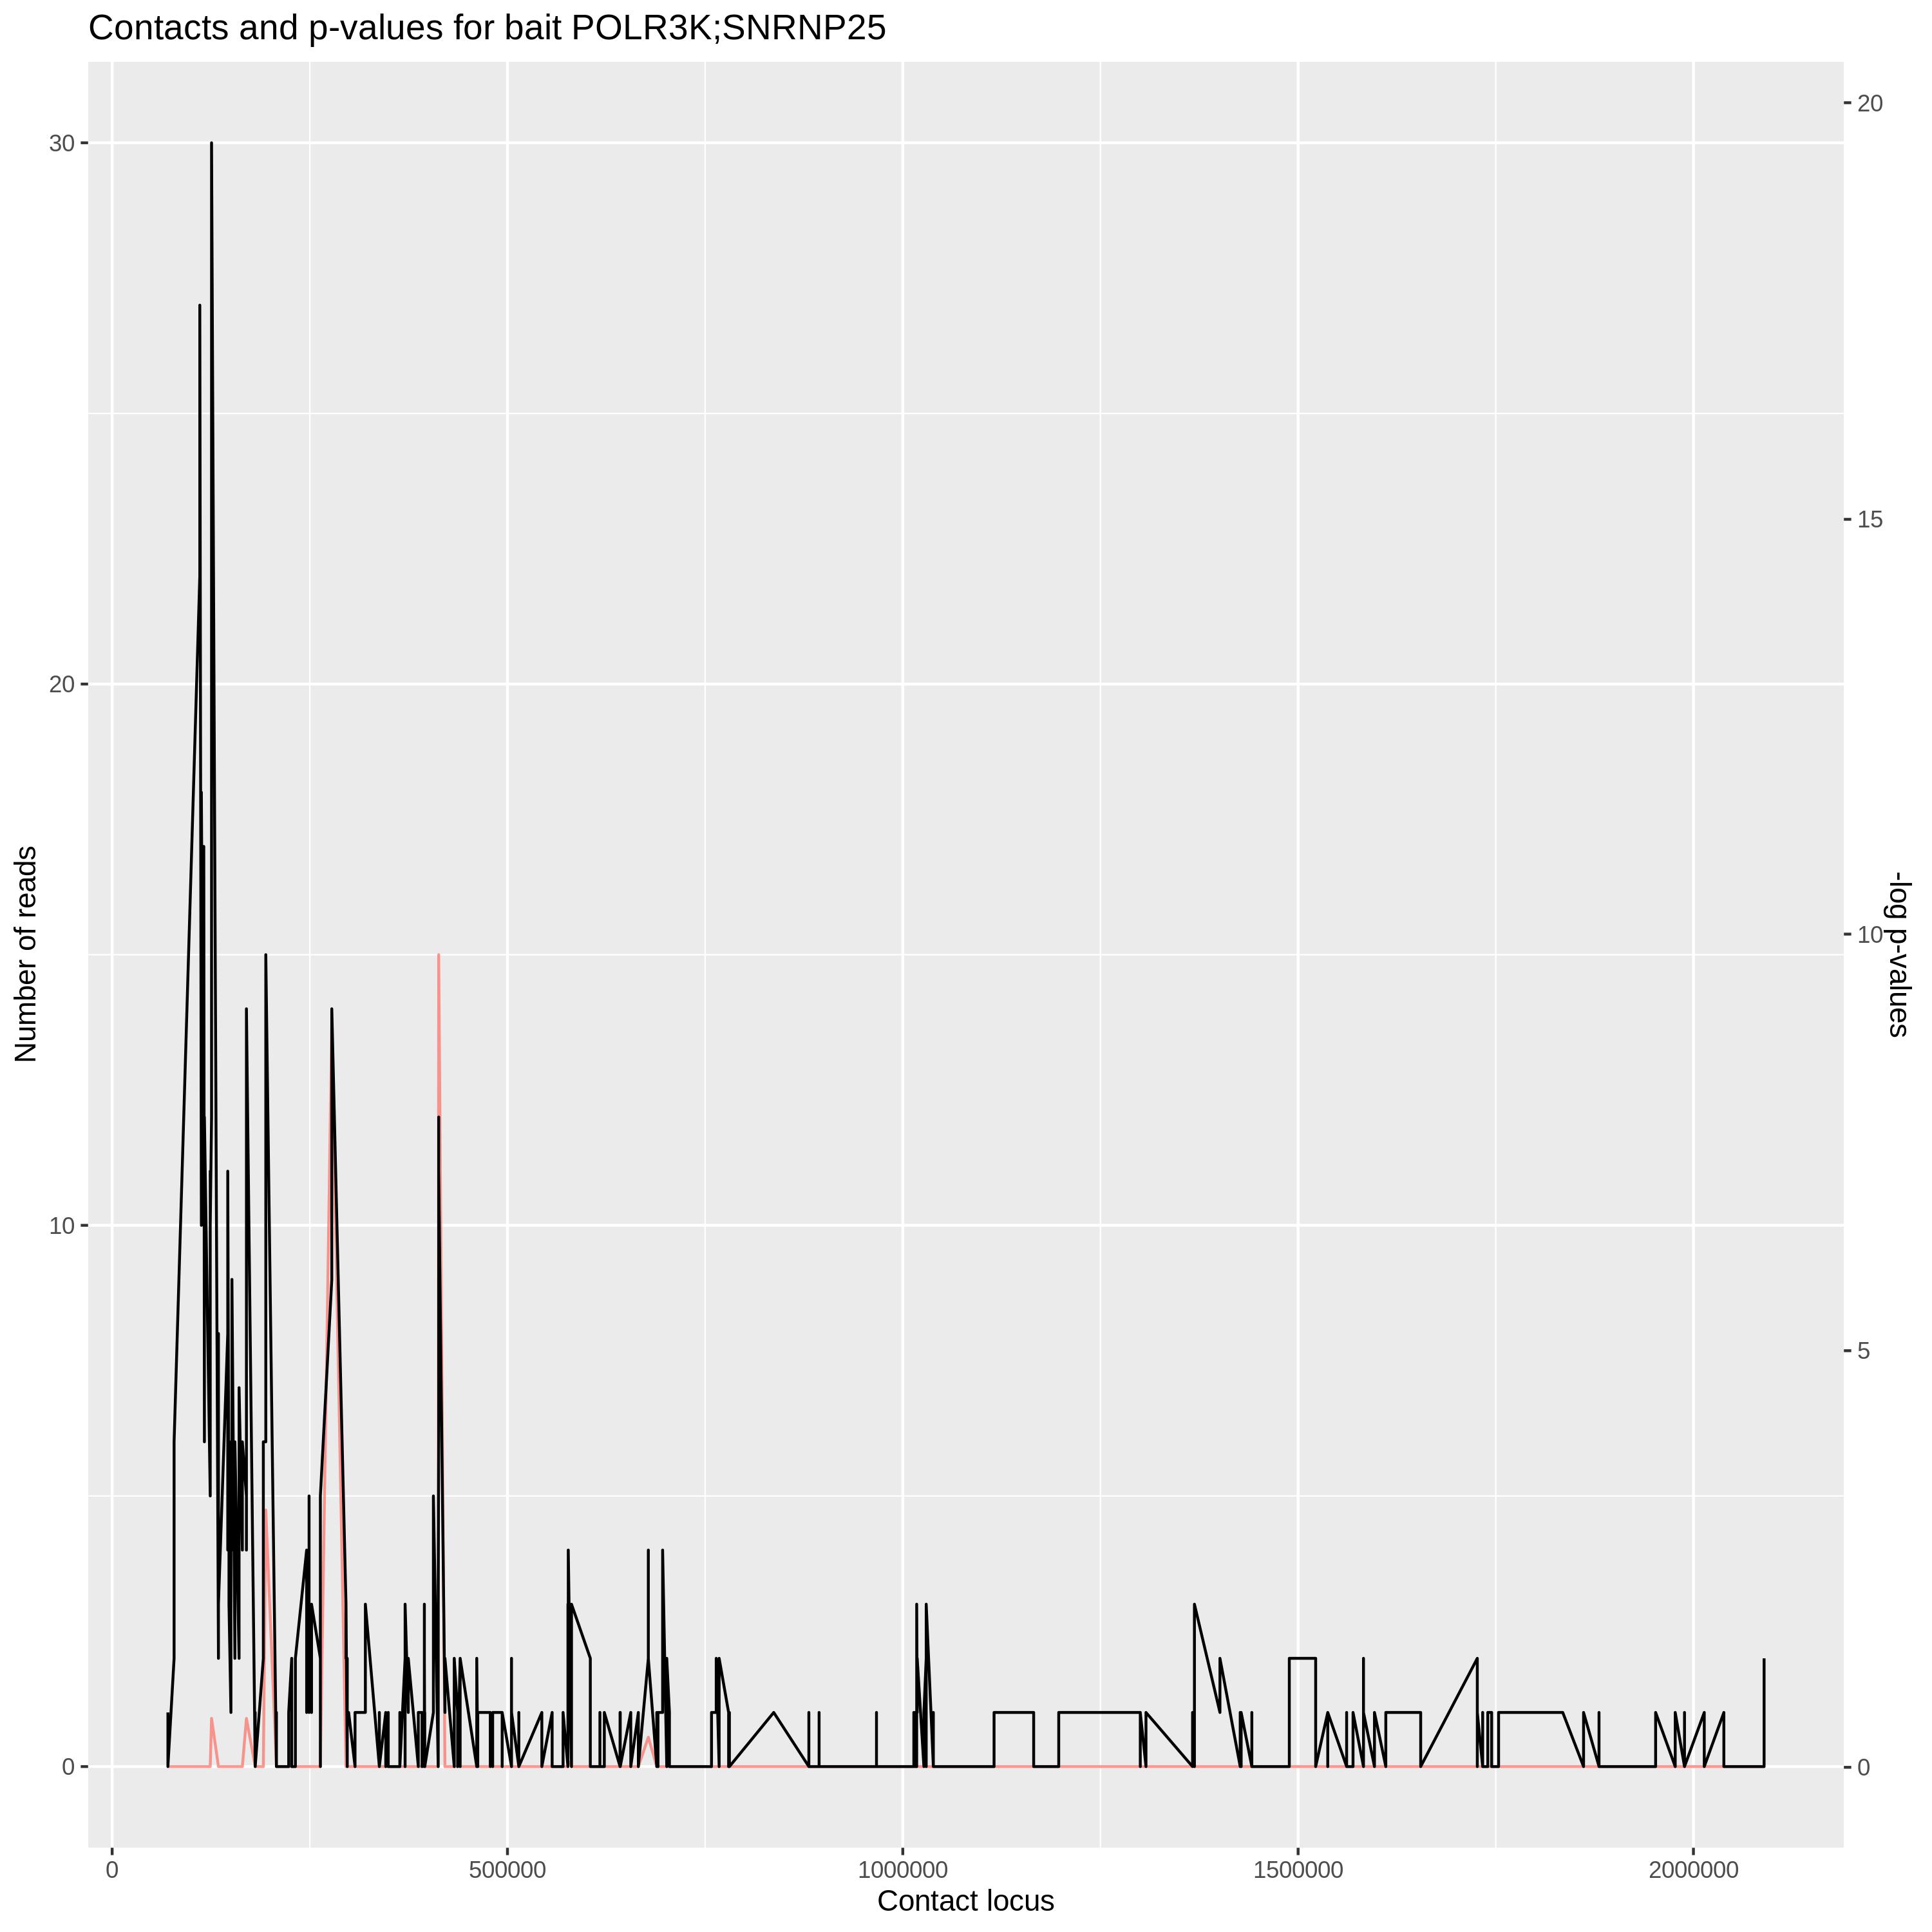 Contacts and p-values for bait POLR3K;SNRNP25
30
20
10
0
Number of reads
20
15
10
5
0
-log p-values
0 500000 1000000 1500000 2000000
Contact locus